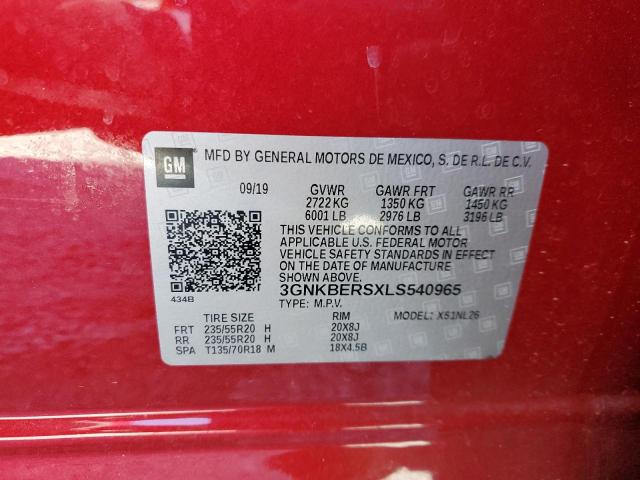 GM
MFD BY GENERAL MOTORS DE MEXICO, S. DE R.L. DE C.V.
09/19 GVWR GAWR FRT GAWR RR
2722 KG 1350 KG 1450 KG
6001 LB 2976 LB 3196 LB
THIS VEHICLE CONFORMS TO ALL
APPLICABLE U.S. FEDERAL MOTOR
VEHICLE SAFETY STANDARDS IN
EFFECT ON THE DATE OF MANUFACTURE
SHOWN ABOVE.
434B
3GNKBERSXLS540965
TYPE: M.P.V. MODEL: XS1NL26
TIRE SIZE RIM
FRT 235/55R20 H 20X8J
RR 235/55R20 H 20X8J
SPA T135/70R18 M 18X4.5B